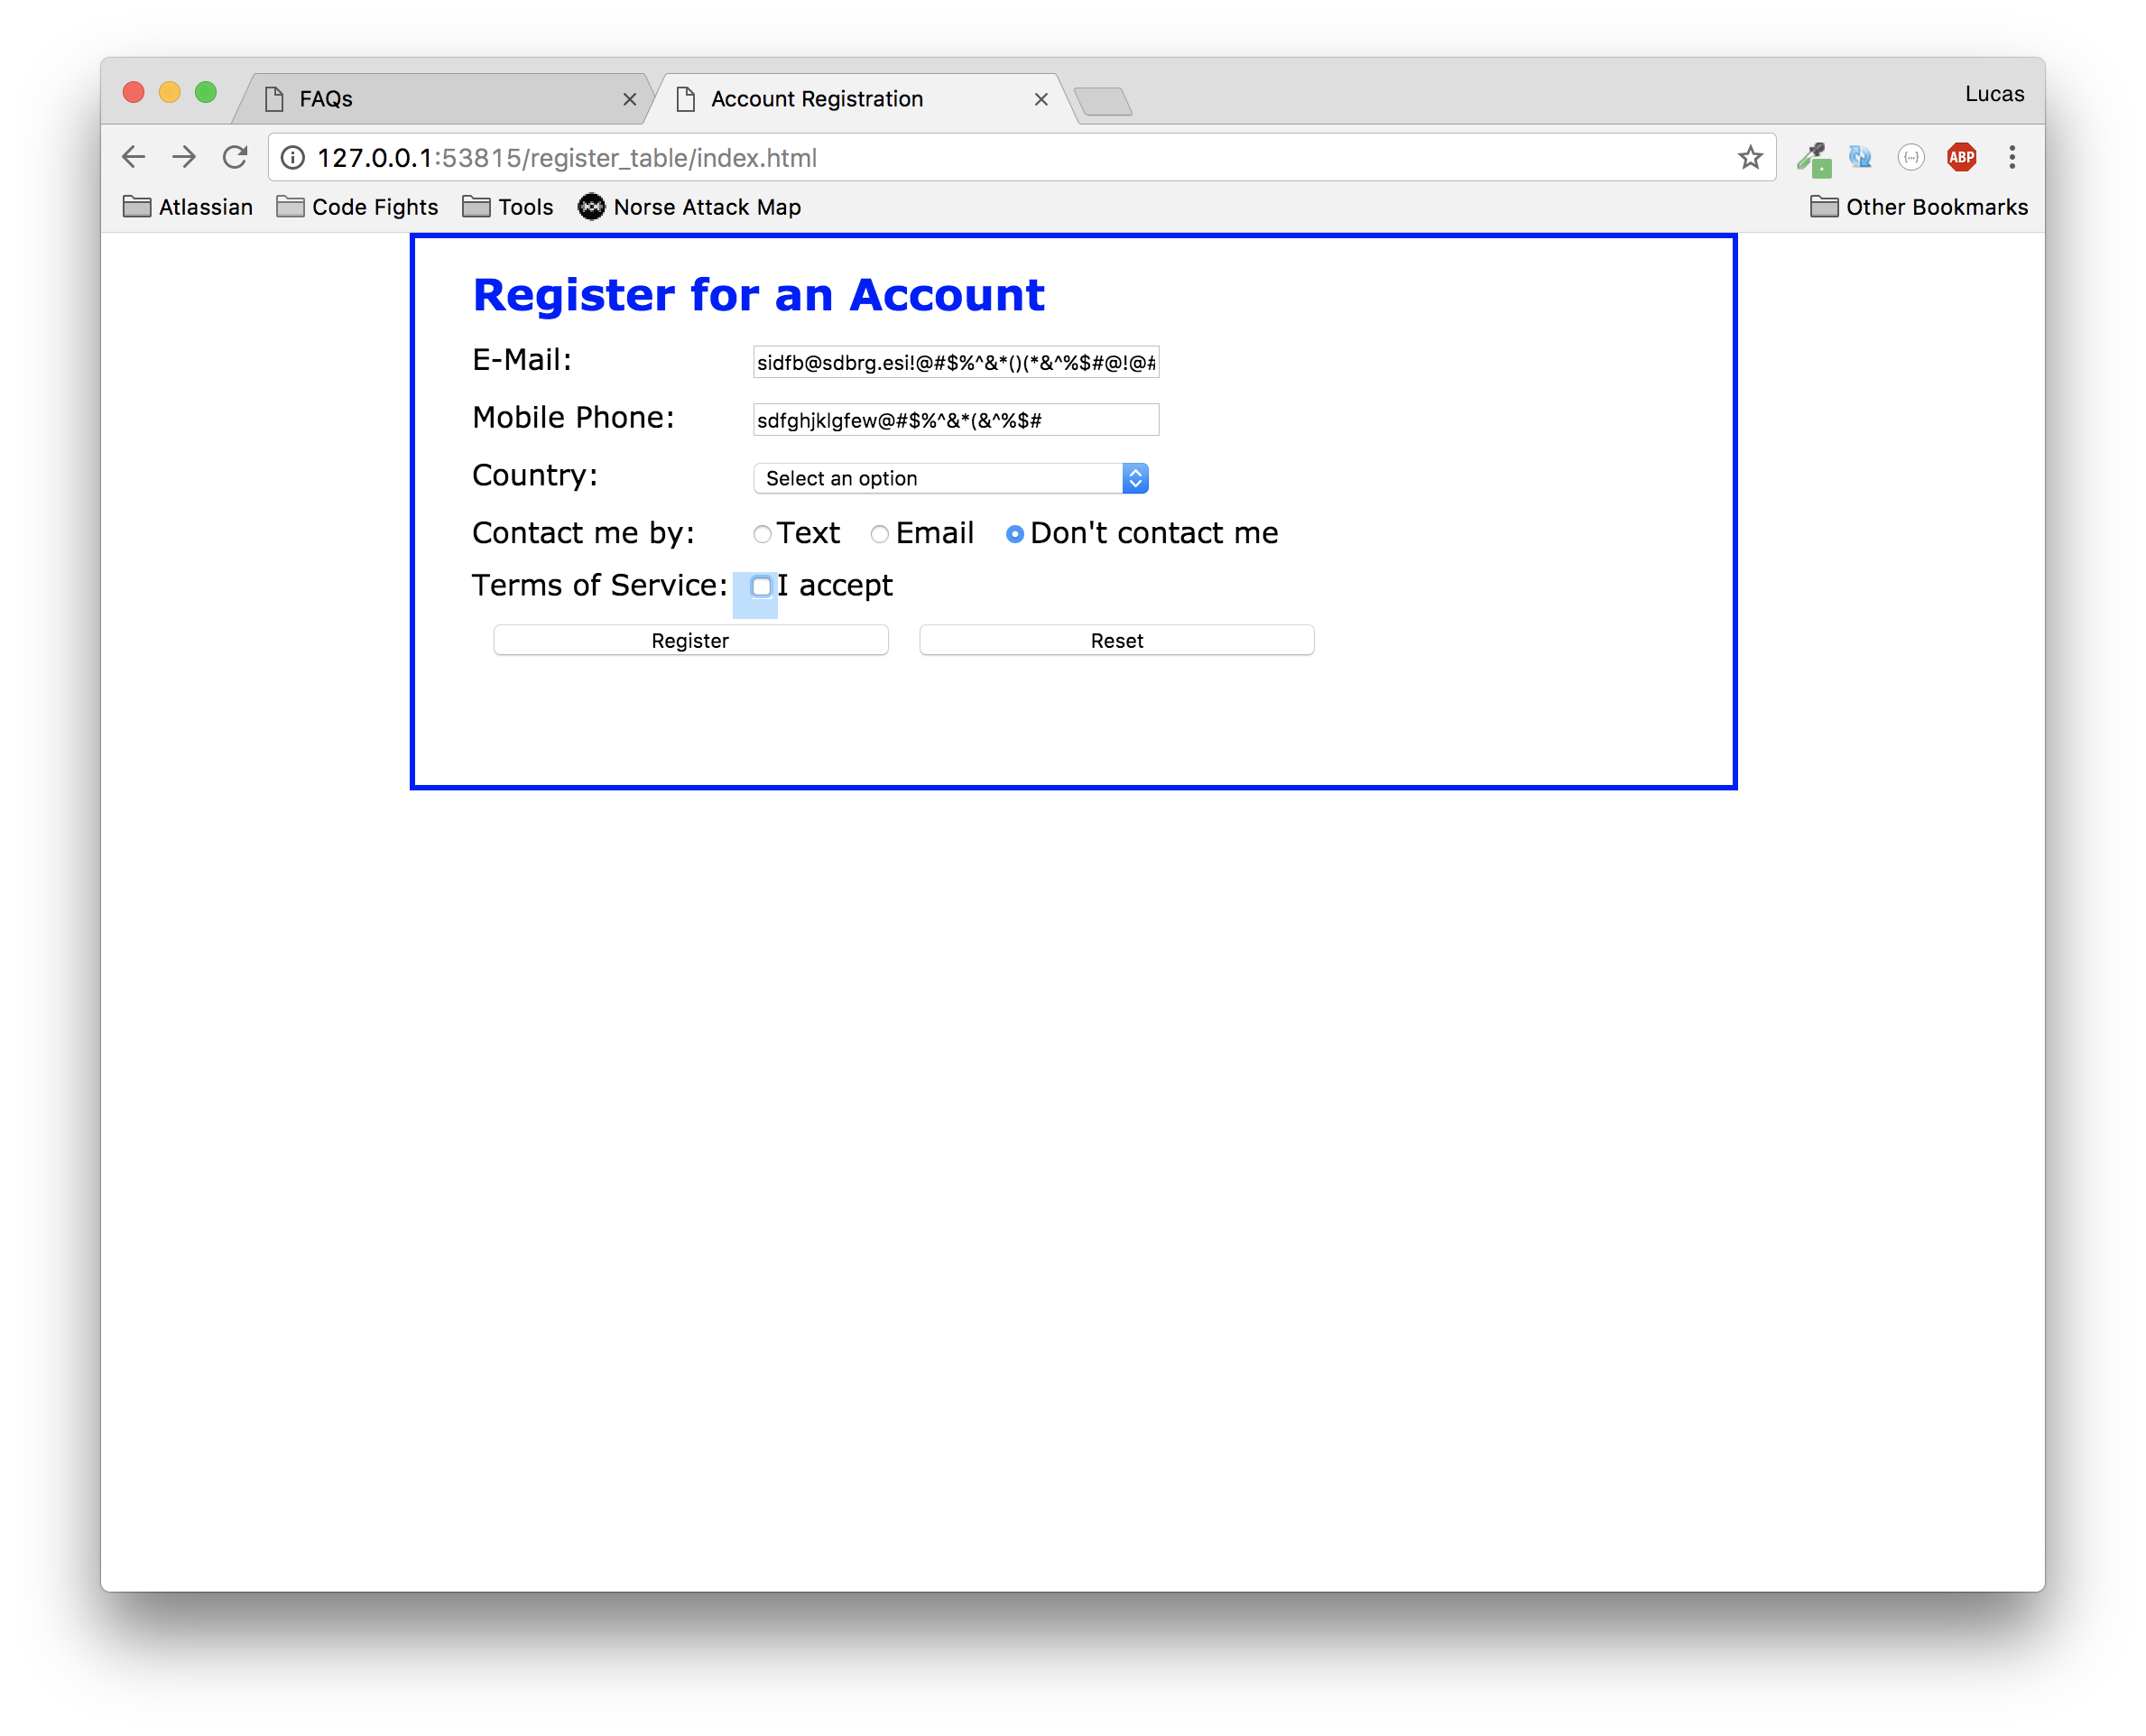 FAQs
Account Registration
Lucas
127.0.0.1:53815/register_table/index.html
ABP
Atlassian
Code Fights
Tools
Norse Attack Map
Other Bookmarks
Register for an Account
E-Mail: sidfb@sdbrg.esi!@#$%^&*()(*&^%$#@!@#
Mobile Phone: sdfghjklgfew@#$%^&*(&^%$#
Country: Select an option
Contact me by: Text Email Don't contact me
Terms of Service: I accept
Register Reset